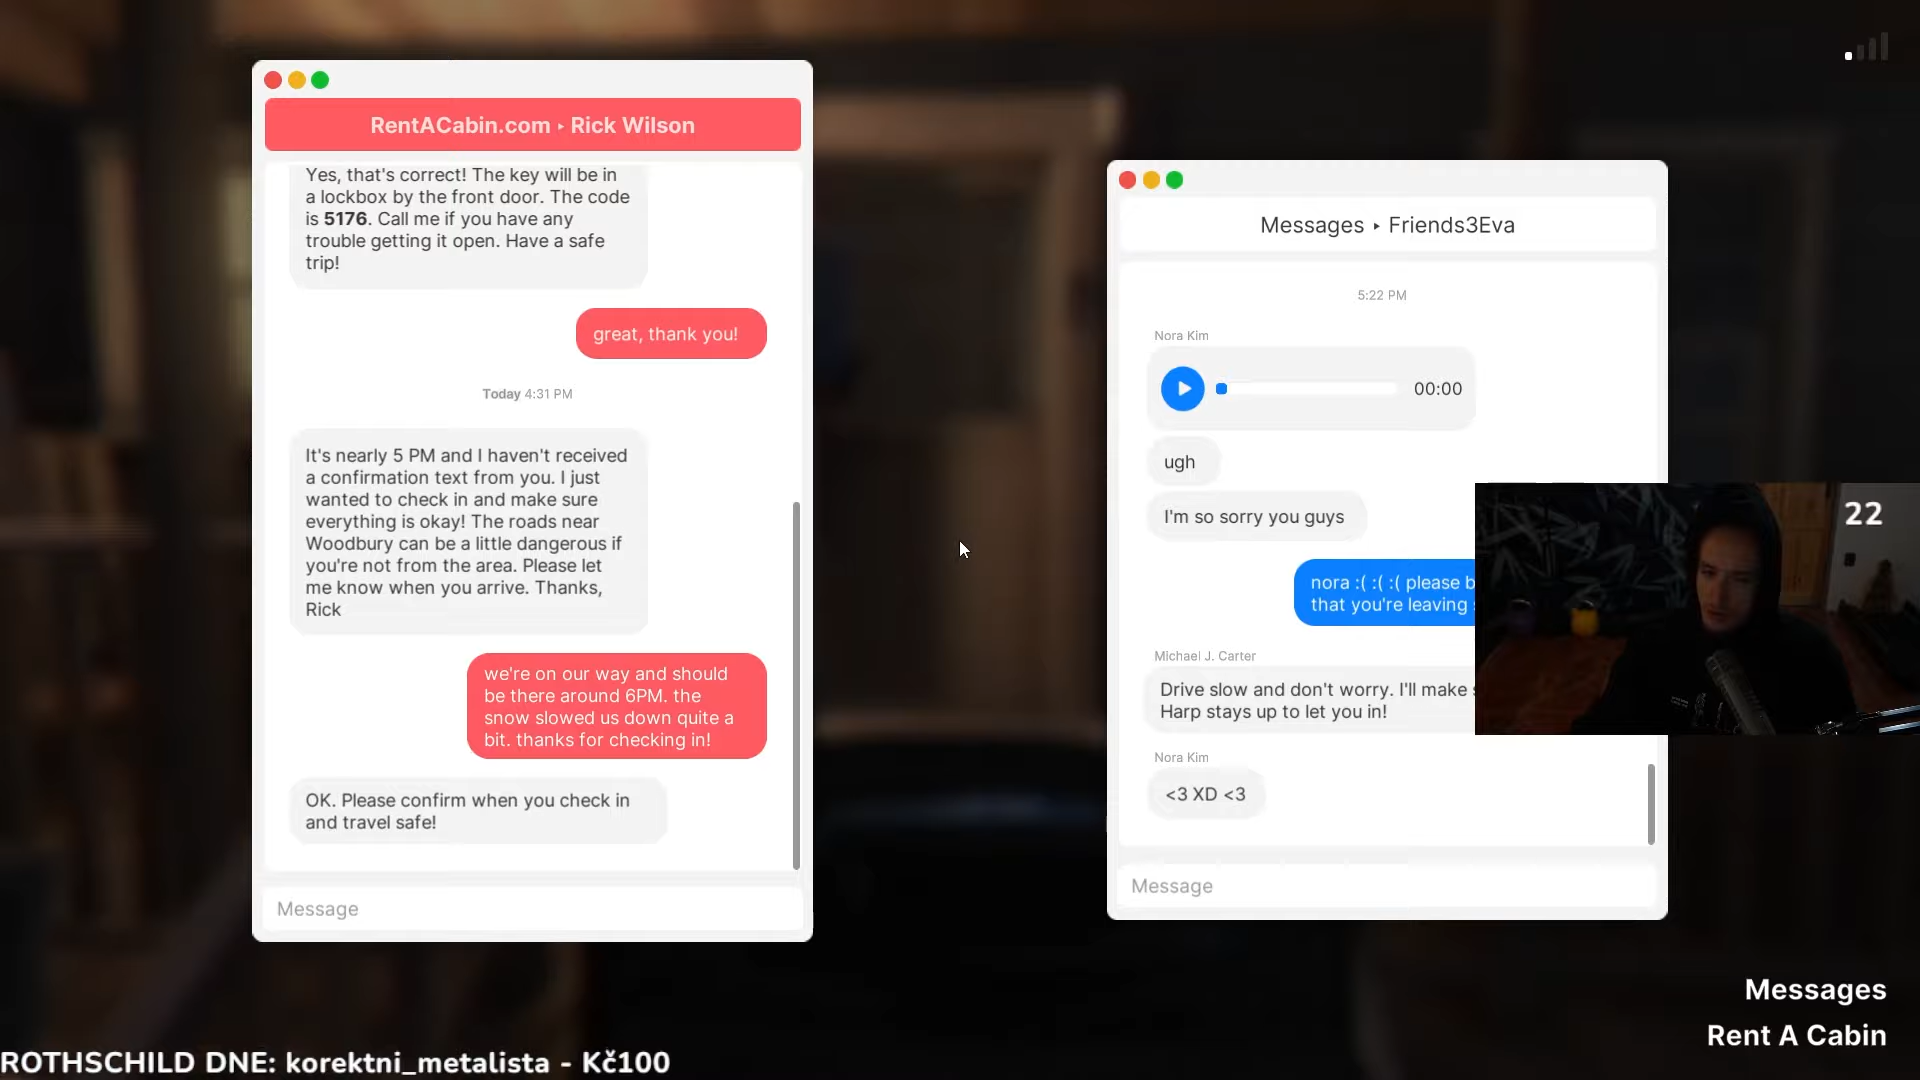 RentACabin.com ▸ Rick Wilson
Yes, that's correct! The key will be in
a lockbox by the front door. The code
is 5176. Call me if you have any
trouble getting it open. Have a safe
trip!
great, thank you!
Today 4:31 PM
It's nearly 5 PM and I haven't received
a confirmation text from you. I just
wanted to check in and make sure
everything is okay! The roads near
Woodbury can be a little dangerous if
you're not from the area. Please let
me know when you arrive. Thanks,
Rick
we're on our way and should
be there around 6PM. the
snow slowed us down quite a
bit. thanks for checking in!
OK. Please confirm when you check in
and travel safe!
Message
Messages ▸ Friends3Eva
5:22 PM
Nora Kim
00:00
ugh
I'm so sorry you guys
nora :( :( :( please
that you're leaving
Michael J. Carter
Drive slow and don't worry. I'll make
Harp stays up to let you in!
Nora Kim
<3 XD <3
Message
22
Messages
Rent A Cabin
ROTHSCHILD DNE: korektni_metalista - Kč100